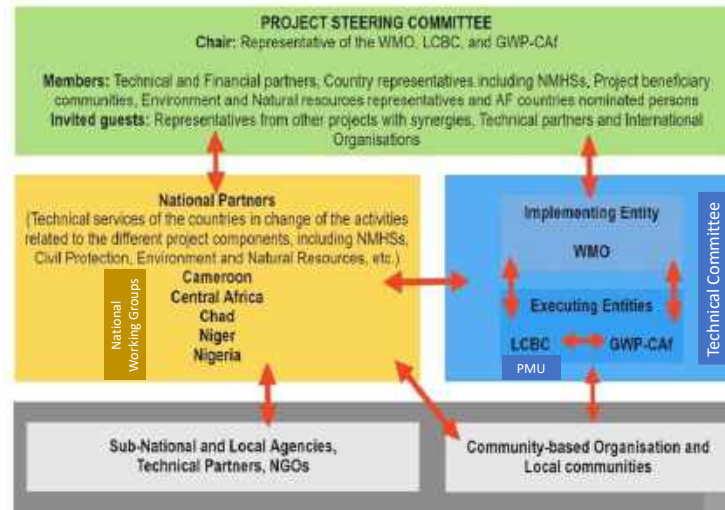 PROJECT STEERING COMMITTEE
Chair: Representative of the WMO, LCBC, and GWP-CAf
Members: Technical and Financial partners, Country representatives including NMHSs, Project beneficiary
communities, Environment and Natural resources representatives and AF countries nominated persons
Invited guests: Representatives from other projects with synergies, Technical partners and International
Organisations
National Partners
(Technical services of the countries in change of the activities
related to the different project components, including NMHSs,
Civil Protection, Environment and Natural Resources, etc.)
Cameroon
Central Africa
Chad
Niger
Nigeria
National
Working Groups
Implementing Entity
WMO
Executing Entities
LCBC GWP-CAf
PMU
Technical Committee
Sub-National and Local Agencies,
Technical Partners, NGOs
Community-based Organisation and
Local communities